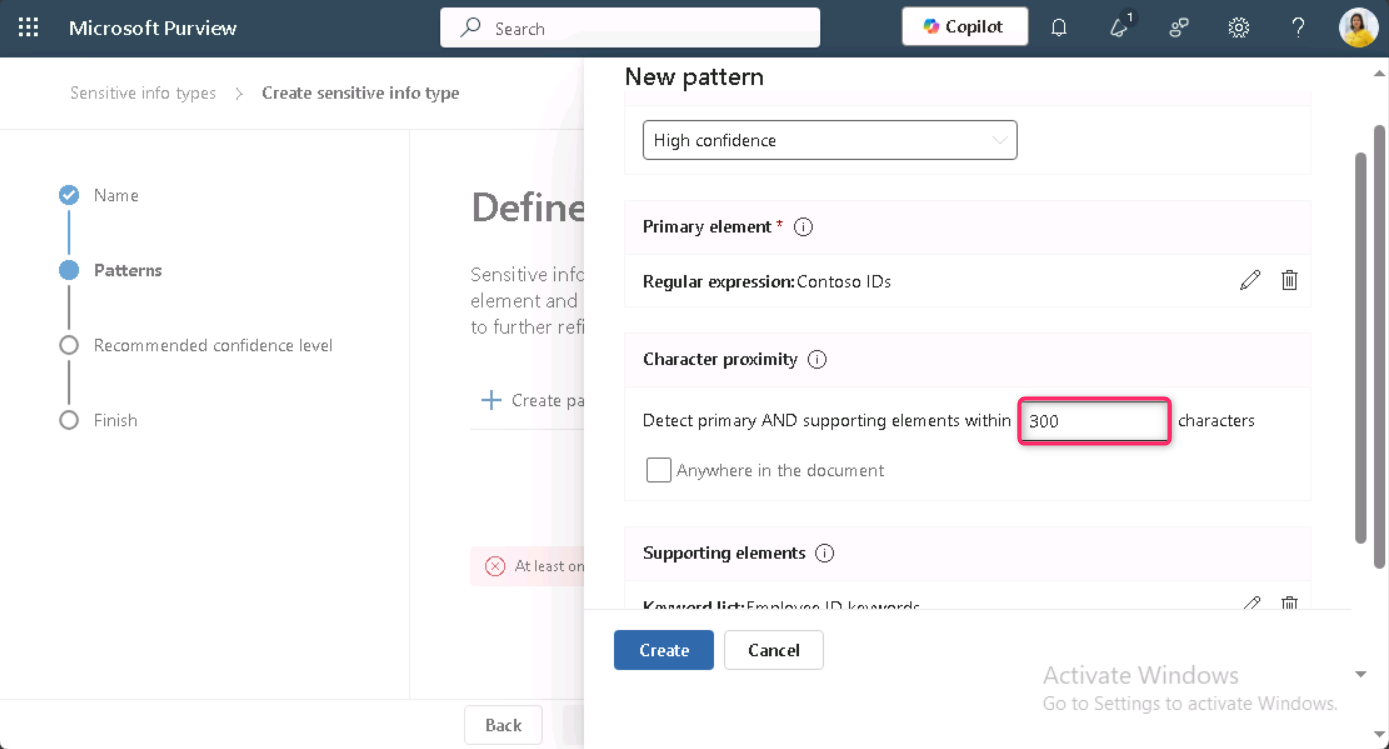 Microsoft Purview
Search
Copilot
1
Sensitive info types > Create sensitive info type
Name
Patterns
Recommended confidence level
Finish
Define
Sensitive info
element and
to further refi
Create pa
At least on
Back
New pattern
High confidence
Primary element *
Regular expression:Contoso IDs
Character proximity
Detect primary AND supporting elements within 300 characters
Anywhere in the document
Supporting elements
Keyword list:Employee ID keywords
Create
Cancel
Activate Windows
Go to Settings to activate Windows.